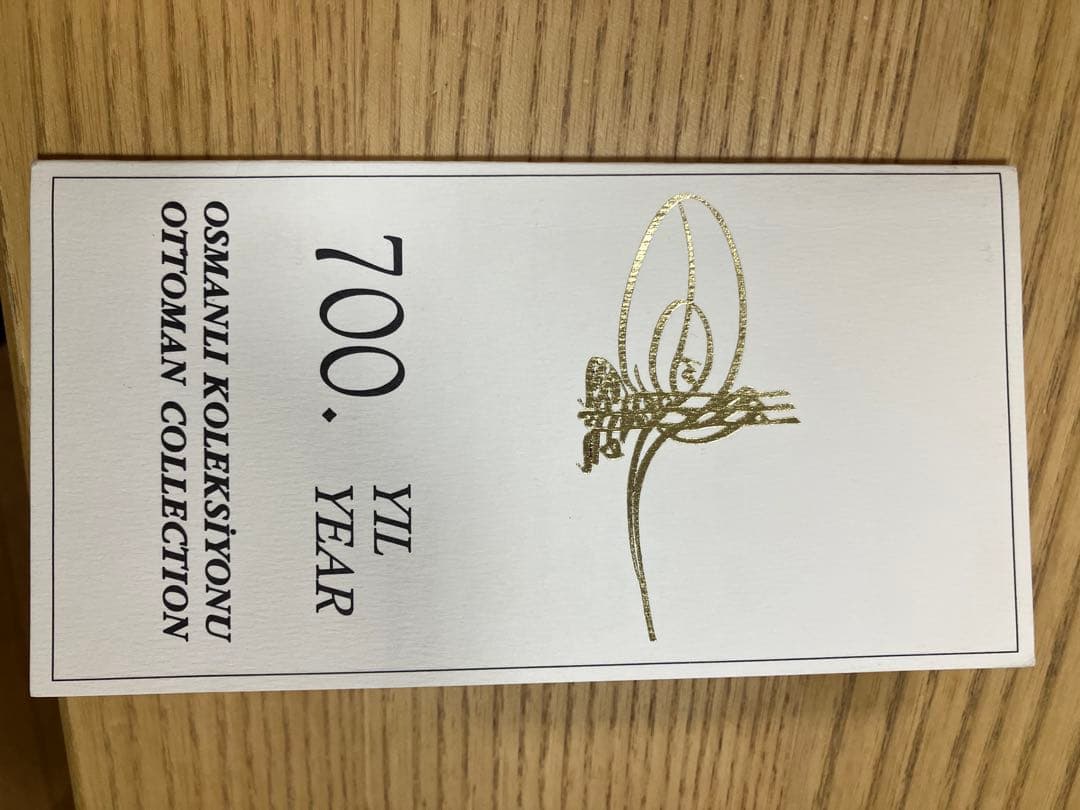 700. YIL
YEAR
OSMANLI KOLEKSİYONU
OTTOMAN COLLECTION